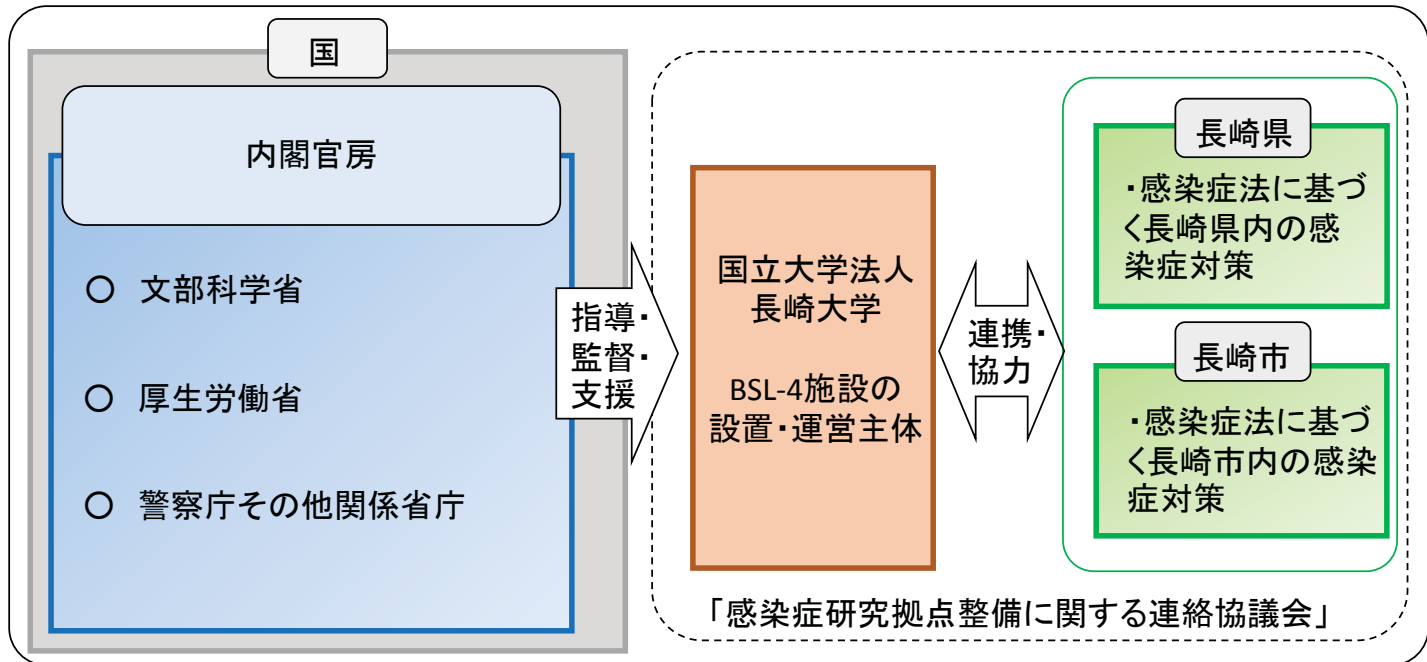 国
内閣官房
○ 文部科学省
○ 厚生労働省
○ 警察庁その他関係省庁
指導・
監督・
支援
国立大学法人
長崎大学
BSL-4施設の
設置・運営主体
連携・
協力
長崎県
・感染症法に基づ
く長崎県内の感
染症対策
長崎市
・感染症法に基づ
く長崎市内の感染
症対策
「感染症研究拠点整備に関する連絡協議会」